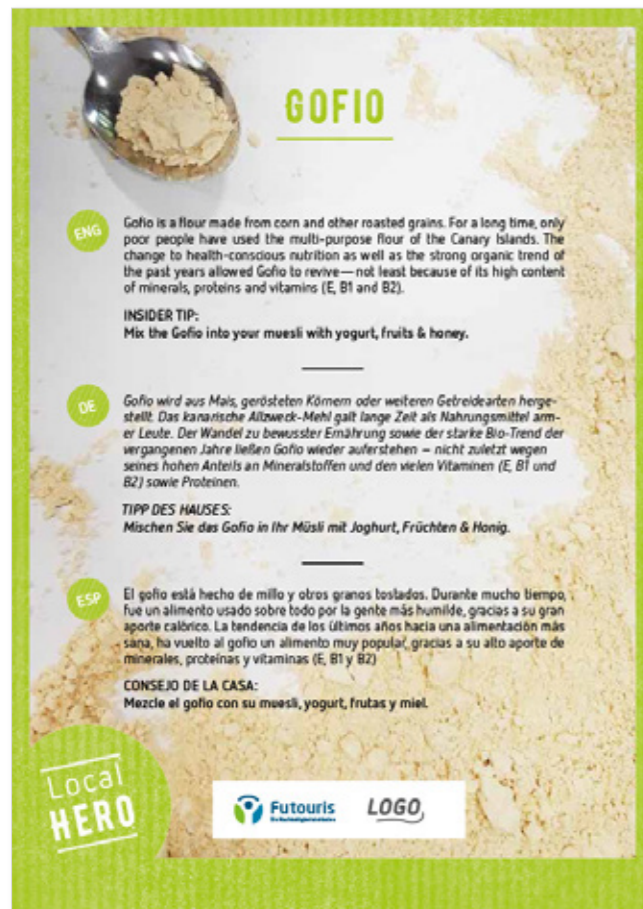 GOFIO
ENG
Gofio is a flour made from corn and other roasted grains. For a long time, only
poor people have used the multi-purpose flour of the Canary Islands. The
change to health-conscious nutrition as well as the strong organic trend of
the past years allowed Gofio to revive — not least because of its high content
of minerals, proteins and vitamins (E, B1 and B2).
INSIDER TIP:
Mix the Gofio into your muesli with yogurt, fruits & honey.
DE
Gofio wird aus Mais, gerösteten Körnern oder weiteren Getreidearten herge-
stellt. Das kanarische Allzweck-Mehl galt lange Zeit als Nahrungsmittel arm-
er Leute. Der Wandel zu bewusster Ernährung sowie der starke Bio-Trend der
vergangenen Jahre ließen Gofio wieder auferstehen – nicht zuletzt wegen
seines hohen Anteils an Mineralstoffen und den vielen Vitaminen (E, B1 und
B2) sowie Proteinen.
TIPP DES HAUSES:
Mischen Sie das Gofio in Ihr Müsli mit Joghurt, Früchten & Honig.
ESP
El gofio está hecho de millo y otros granos tostados. Durante mucho tiempo,
fue un alimento usado sobre todo por la gente más humilde, gracias a su gran
aporte calórico. La tendencia de los últimos años hacia una alimentación más
sana, ha vuelto al gofio un alimento muy popular, gracias a su alto aporte de
minerales, proteínas y vitaminas (E, B1 y B2)
CONSEJO DE LA CASA:
Mezcle el gofio con su muesli, yogurt, frutas y miel.
Local
HERO
Futouris
LOGO